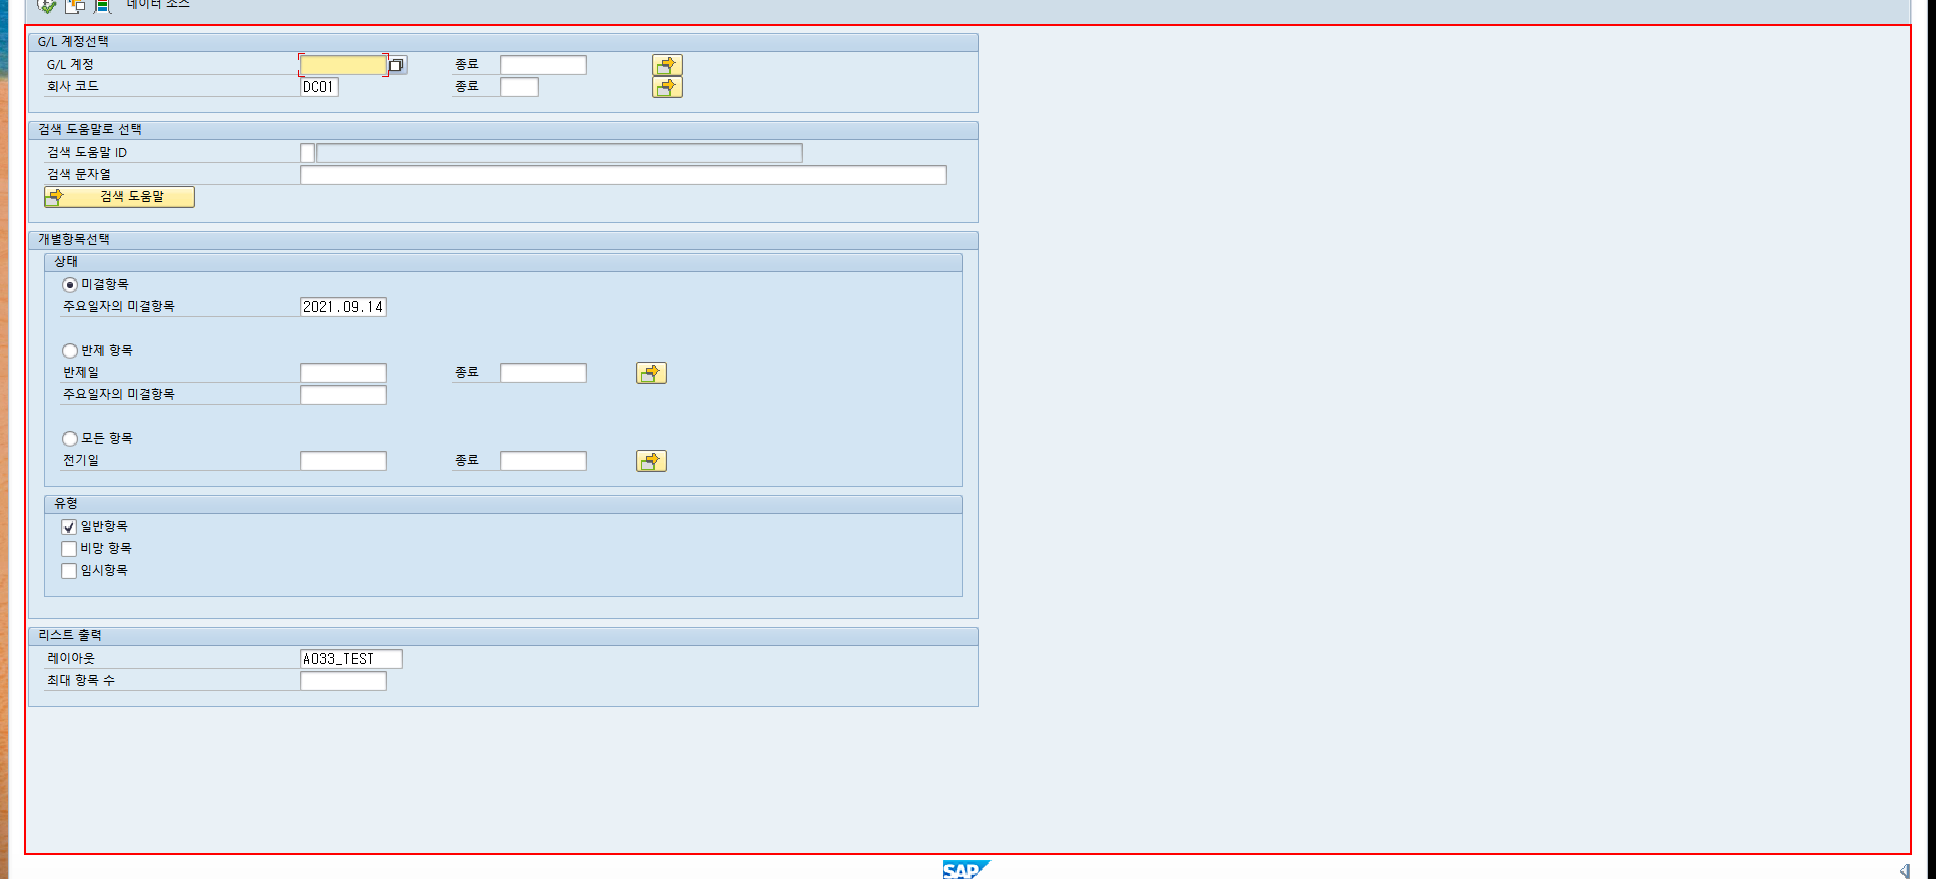 데이터 소스
G/L 계정선택
G/L 계정 종료
회사 코드 DC01 종료
검색 도움말로 선택
검색 도움말 ID
검색 문자열
검색 도움말
개별항목선택
상태
미결항목
주요일자의 미결항목 2021.09.14
반제 항목
반제일 종료
주요일자의 미결항목
모든 항목
전기일 종료
유형
일반항목
비망 항목
임시항목
리스트 출력
레이아웃 A033_TEST
최대 항목 수
SAP